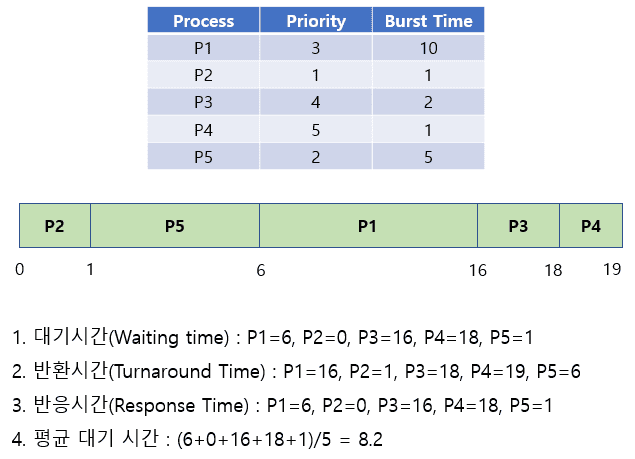 Process Priority Burst Time
P1 3 10
P2 1 1
P3 4 2
P4 5 1
P5 2 5
P2 P5 P1 P3 P4
0 1 6 16 18 19
1. 대기시간(Waiting time) : P1=6, P2=0, P3=16, P4=18, P5=1
2. 반환시간(Turnaround Time) : P1=16, P2=1, P3=18, P4=19, P5=6
3. 반응시간(Response Time) : P1=6, P2=0, P3=16, P4=18, P5=1
4. 평균 대기 시간 : (6+0+16+18+1)/5 = 8.2